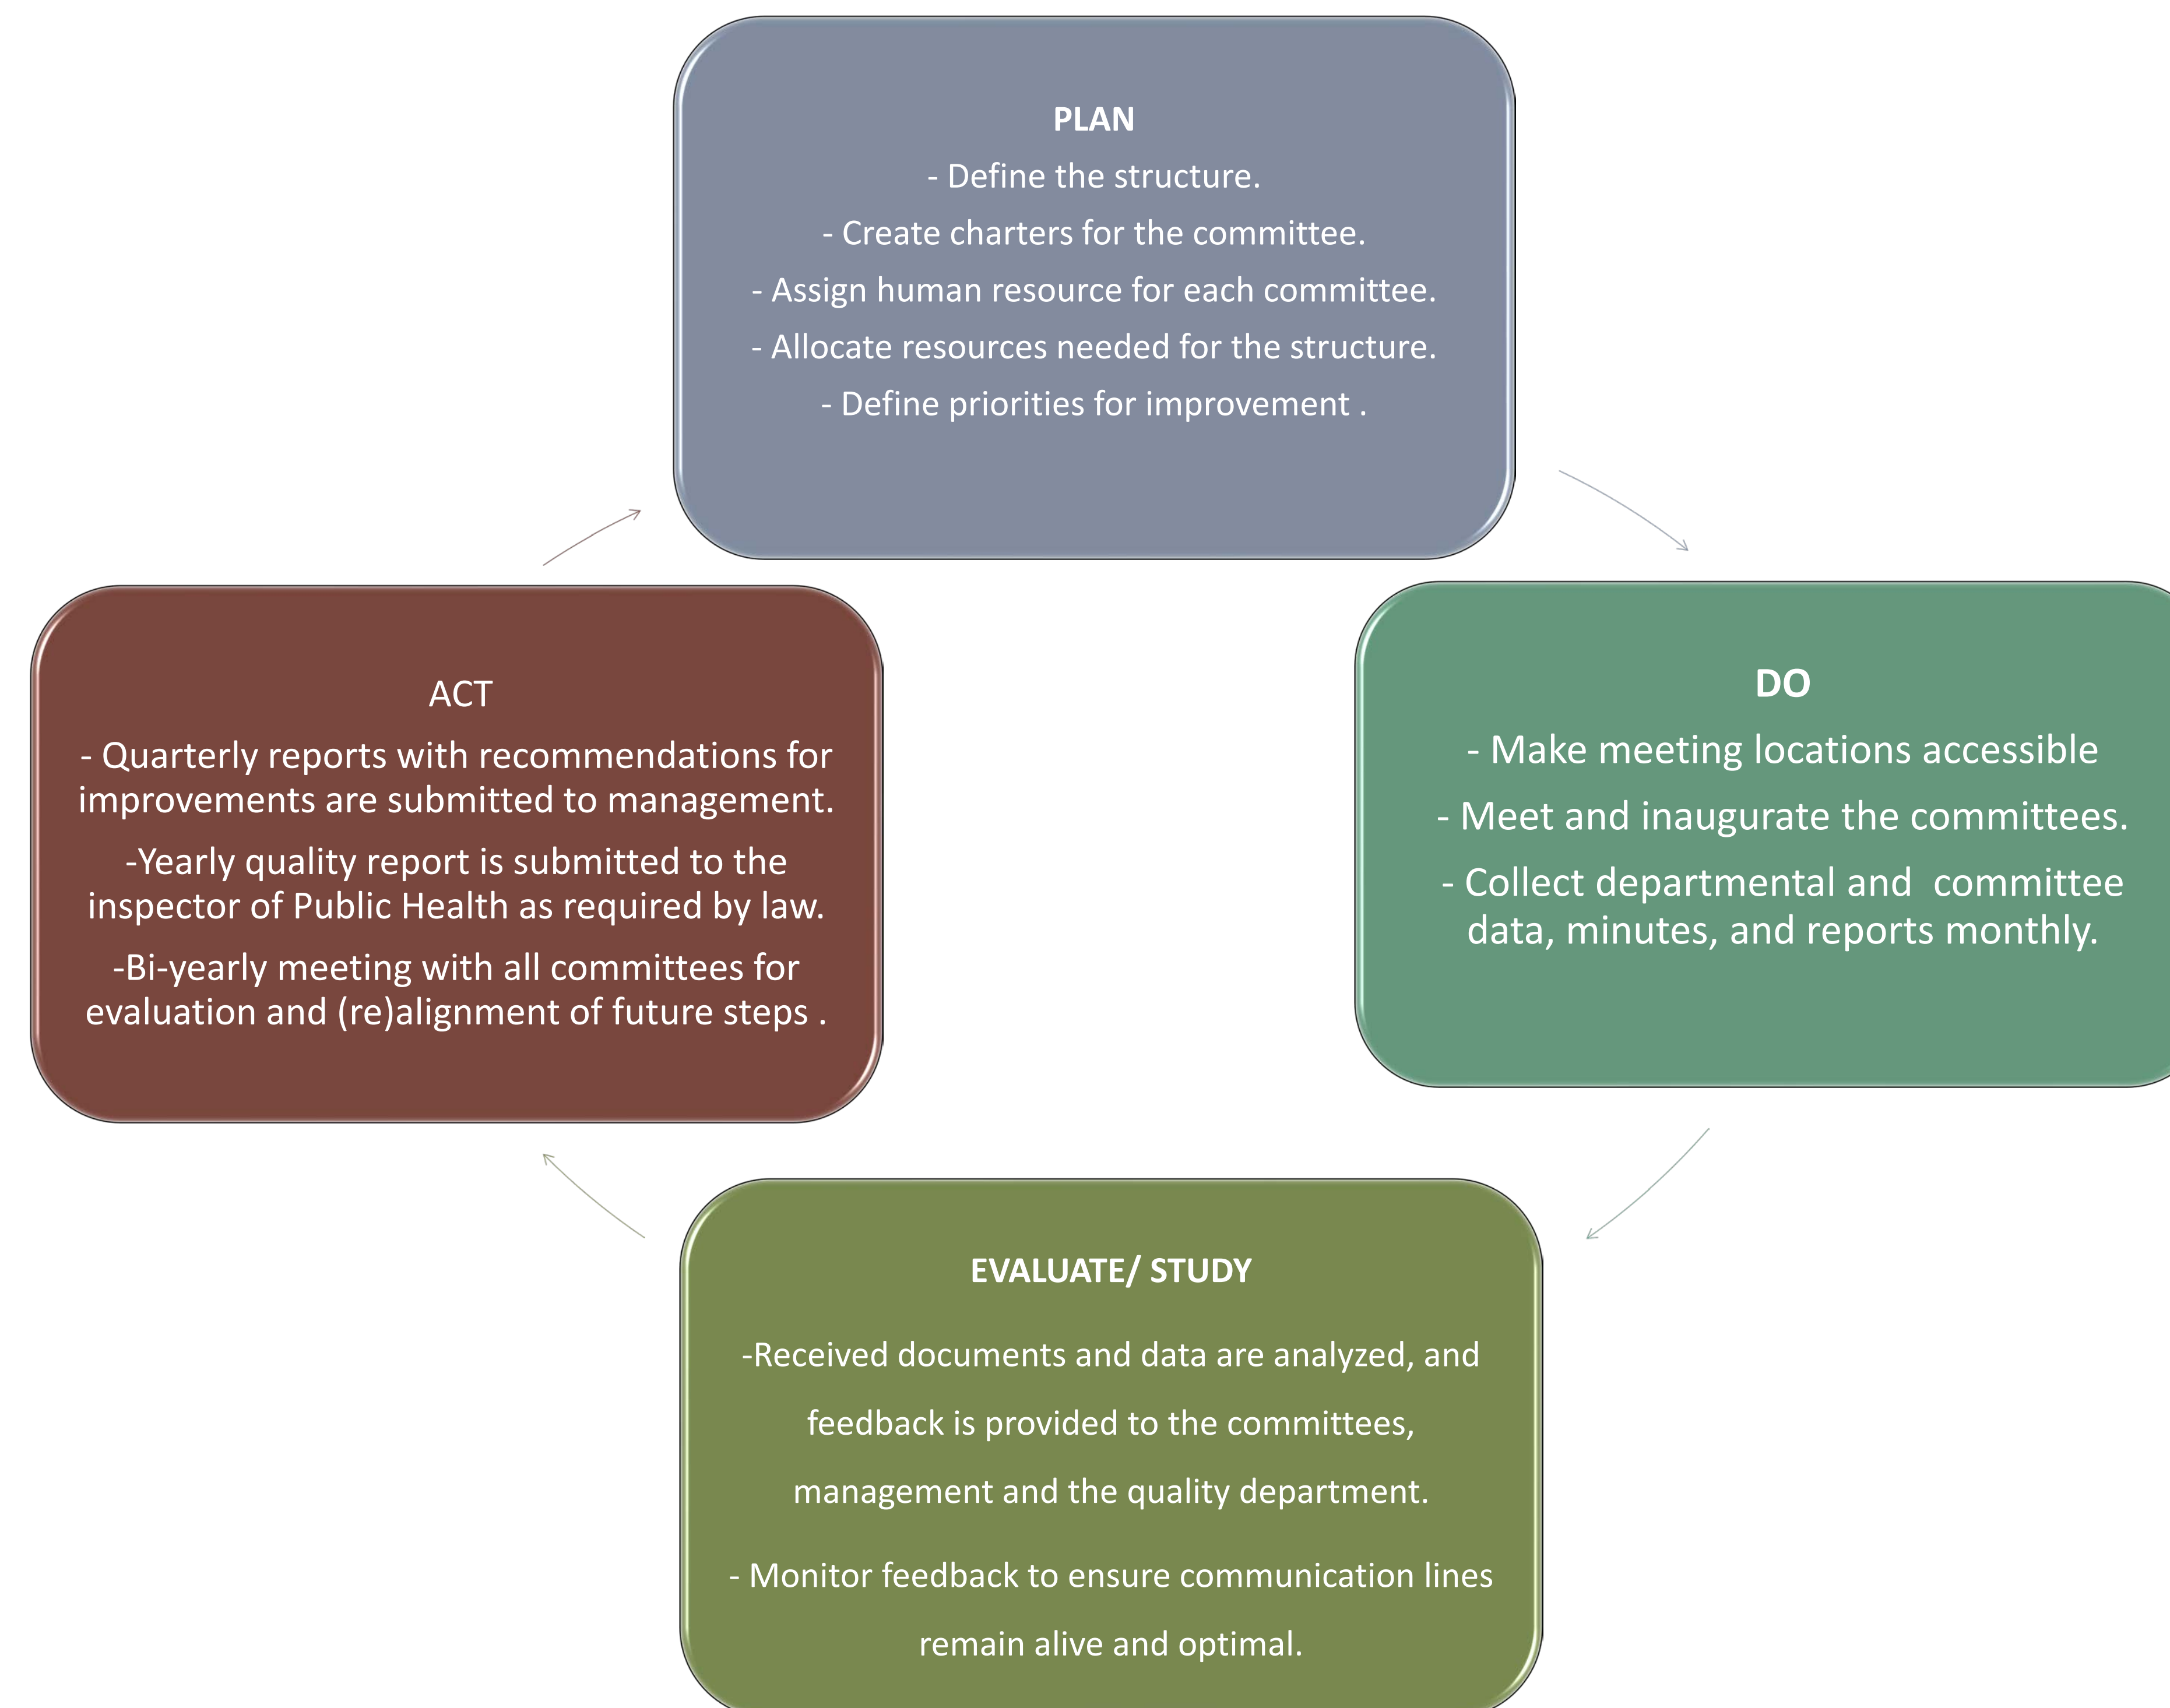 PLAN
- Define the structure.
- Create charters for the committee.
- Assign human resource for each committee.
- Allocate resources needed for the structure.
- Define priorities for improvement .
DO
- Make meeting locations accessible
- Meet and inaugurate the committees.
- Collect departmental and  committee
data, minutes, and reports monthly.
EVALUATE/ STUDY
-Received documents and data are analyzed, and
feedback is provided to the committees,
management and the quality department.
- Monitor feedback to ensure communication lines
remain alive and optimal.
ACT
- Quarterly reports with recommendations for
improvements are submitted to management.
-Yearly quality report is submitted to the
inspector of Public Health as required by law.
-Bi-yearly meeting with all committees for
evaluation and (re)alignment of future steps .